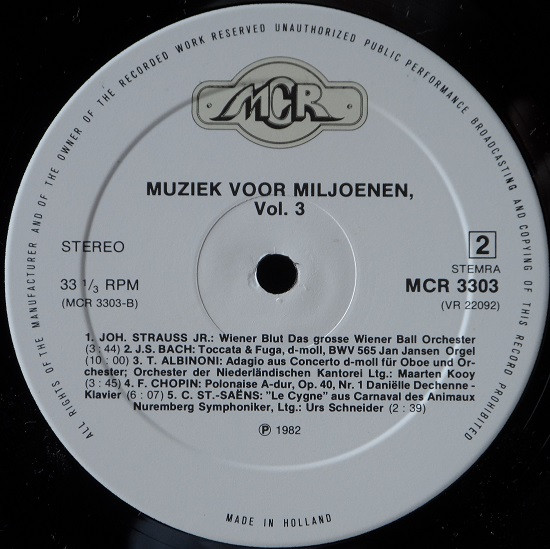 ALL RIGHTS OF THE MANUFACTURER AND OF THE OWNER OF THE RECORDED WORK RESERVED UNAUTHORIZED PUBLIC PERFORMANCE BROADCASTING AND COPYING OF THIS RECORD PROHIBITED
MCR
MUZIEK VOOR MILJOENEN,
Vol. 3
STEREO
2
STEMRA
33 1/3 RPM
MCR 3303
(MCR 3303-B)
(VR 22092)
1. JOH. STRAUSS JR.: Wiener Blut Das grosse Wiener Ball Orchester
(3:44) 2. J.S. BACH: Toccata & Fuga, d-moll, BWV 565 Jan Jansen Orgel
(10:00) 3. T. ALBINONI: Adagio aus Concerto d-moll für Oboe und Or-
chester; Orchester der Niederländischen Kantorei Ltg.: Maarten Kooy
(3:45) 4. F. CHOPIN: Polonaise A-dur, Op. 40, Nr. 1 Daniëlle Dechenne -
Klavier (6:07) 5. C. ST.-SAËNS: "Le Cygne" aus Carnaval des Animaux
Nuremberg Symphoniker, Ltg.: Urs Schneider (2:39)
℗ 1982
MADE IN HOLLAND